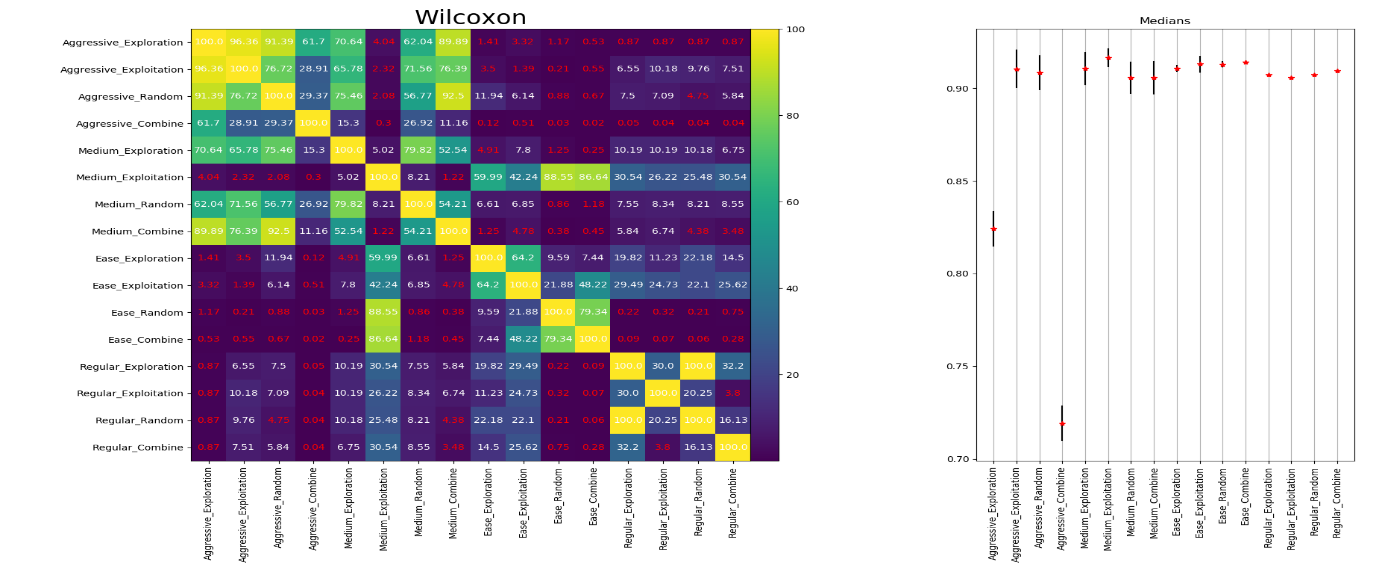 Wilcoxon
Aggressive_Exploration 100.0 96.36 91.39 61.7 70.64 4.04 62.04 89.89 1.41 3.32 1.17 0.53 0.87 0.87 0.87 0.87
Aggressive_Exploitation 96.36 100.0 76.72 28.91 65.78 2.32 71.56 76.39 3.5 1.39 0.21 0.55 6.55 10.18 9.76 7.51
Aggressive_Random 91.39 76.72 100.0 29.37 75.46 2.08 56.77 92.5 11.94 6.14 0.88 0.67 7.5 7.09 4.75 5.84
Aggressive_Combine 61.7 28.91 29.37 100.0 15.3 0.3 26.92 11.16 0.12 0.51 0.03 0.02 0.05 0.04 0.04 0.04
Medium_Exploration 70.64 65.78 75.46 15.3 100.0 5.02 79.82 52.54 4.91 7.8 1.25 0.25 10.19 10.19 10.18 6.75
Medium_Exploitation 4.04 2.32 2.08 0.3 5.02 100.0 8.21 1.22 59.99 42.24 88.55 86.64 30.54 26.22 25.48 30.54
Medium_Random 62.04 71.56 56.77 26.92 79.82 8.21 100.0 54.21 6.61 6.85 0.86 1.18 7.55 8.34 8.21 8.55
Medium_Combine 89.89 76.39 92.5 11.16 52.54 1.22 54.21 100.0 1.25 4.78 0.38 0.45 5.84 6.74 4.38 3.48
Ease_Exploration 1.41 3.5 11.94 0.12 4.91 59.99 6.61 1.25 100.0 64.2 9.59 7.44 19.82 11.23 22.18 14.5
Ease_Exploitation 3.32 1.39 6.14 0.51 7.8 42.24 6.85 4.78 64.2 100.0 21.88 48.22 29.49 24.73 22.1 25.62
Ease_Random 1.17 0.21 0.88 0.03 1.25 88.55 0.86 0.38 9.59 21.88 100.0 79.34 0.22 0.32 0.21 0.75
Ease_Combine 0.53 0.55 0.67 0.02 0.25 86.64 1.18 0.45 7.44 48.22 79.34 100.0 0.09 0.07 0.06 0.28
Regular_Exploration 0.87 6.55 7.5 0.05 10.19 30.54 7.55 5.84 19.82 29.49 0.22 0.09 100.0 30.0 100.0 32.2
Regular_Exploitation 0.87 10.18 7.09 0.04 10.19 26.22 8.34 6.74 11.23 24.73 0.32 0.07 30.0 100.0 20.25 3.8
Regular_Random 0.87 9.76 4.75 0.04 10.18 25.48 8.21 4.38 22.18 22.1 0.21 0.06 100.0 20.25 100.0 16.13
Regular_Combine 0.87 7.51 5.84 0.04 6.75 30.54 8.55 3.48 14.5 25.62 0.75 0.28 32.2 3.8 16.13 100.0
Aggressive_Exploration
Aggressive_Exploitation
Aggressive_Random
Aggressive_Combine
Medium_Exploration
Medium_Exploitation
Medium_Random
Medium_Combine
Ease_Exploration
Ease_Exploitation
Ease_Random
Ease_Combine
Regular_Exploration
Regular_Exploitation
Regular_Random
Regular_Combine
100
80
60
40
20
Medians
0.90
0.85
0.80
0.75
0.70
Aggressive_Exploration
Aggressive_Exploitation
Aggressive_Random
Aggressive_Combine
Medium_Exploration
Medium_Exploitation
Medium_Random
Medium_Combine
Ease_Exploration
Ease_Exploitation
Ease_Random
Ease_Combine
Regular_Exploration
Regular_Exploitation
Regular_Random
Regular_Combine